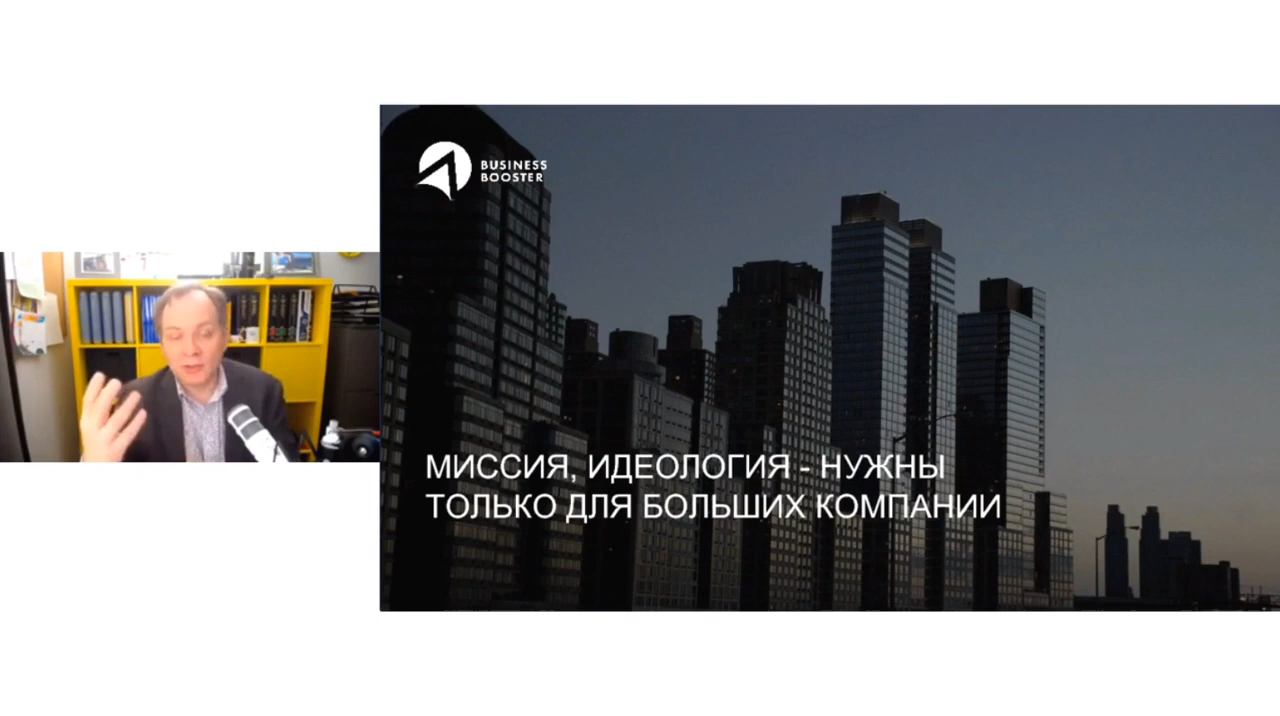 BUSINESS
BOOSTER
МИССИЯ, ИДЕОЛОГИЯ - НУЖНЫ
ТОЛЬКО ДЛЯ БОЛЬШИХ КОМПАНИИ